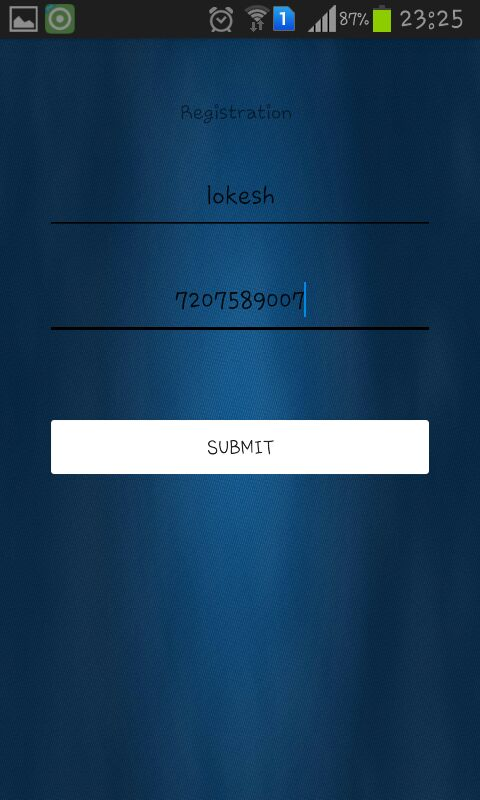 1 87% 23:25
Registration
lokesh
7207589007
SUBMIT